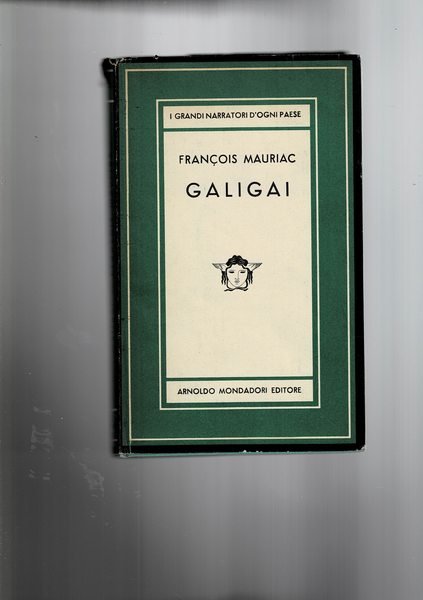 I GRANDI NARRATORI D'OGNI PAESE
FRANÇOIS MAURIAC
GALIGAI
ARNOLDO MONDADORI EDITORE